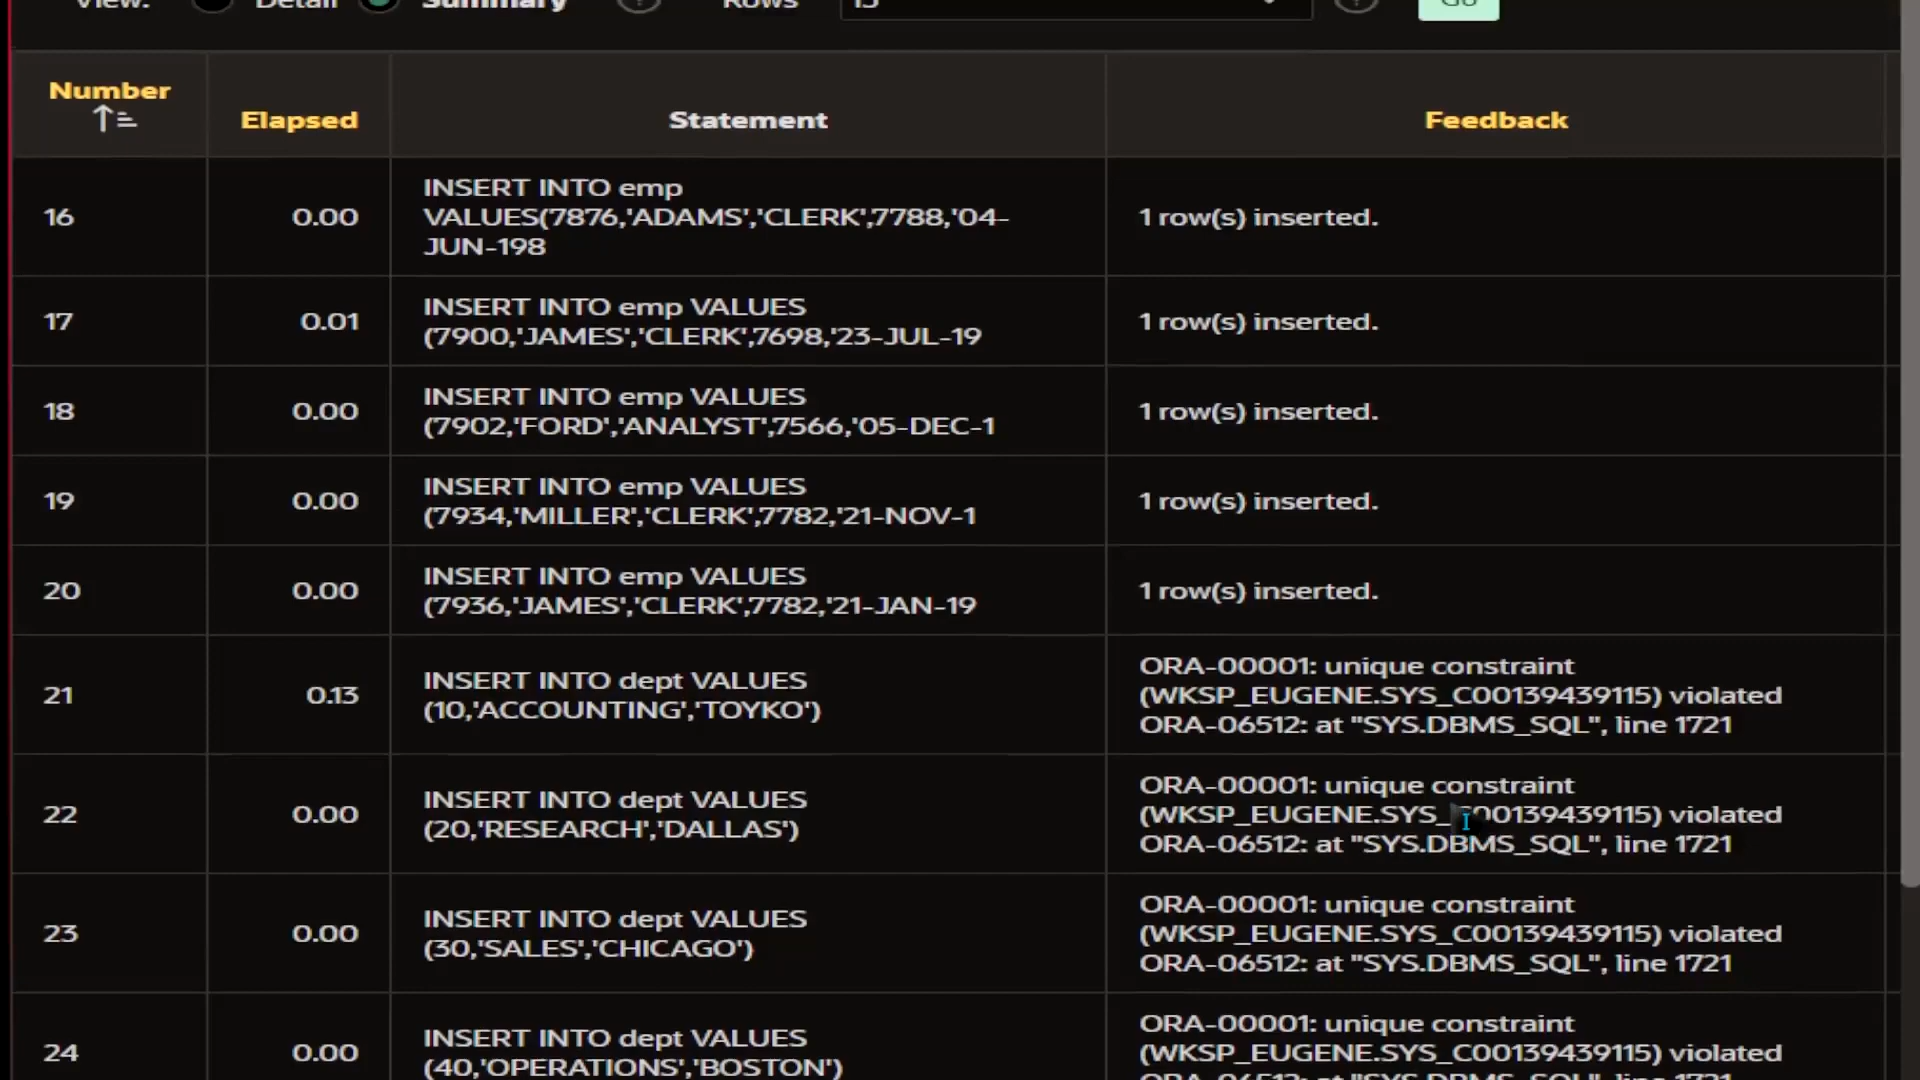 View: Detail Summary Rows 15 Go
Number Elapsed Statement Feedback
16 0.00 INSERT INTO emp
VALUES(7876,'ADAMS','CLERK',7788,'04-
JUN-198
1 row(s) inserted.
17 0.01 INSERT INTO emp VALUES
(7900,'JAMES','CLERK',7698,'23-JUL-19
1 row(s) inserted.
18 0.00 INSERT INTO emp VALUES
(7902,'FORD','ANALYST',7566,'05-DEC-1
1 row(s) inserted.
19 0.00 INSERT INTO emp VALUES
(7934,'MILLER','CLERK',7782,'21-NOV-1
1 row(s) inserted.
20 0.00 INSERT INTO emp VALUES
(7936,'JAMES','CLERK',7782,'21-JAN-19
1 row(s) inserted.
21 0.13 INSERT INTO dept VALUES
(10,'ACCOUNTING','TOYKO')
ORA-00001: unique constraint
(WKSP_EUGENE.SYS_C00139439115) violated
ORA-06512: at "SYS.DBMS_SQL", line 1721
22 0.00 INSERT INTO dept VALUES
(20,'RESEARCH','DALLAS')
ORA-00001: unique constraint
(WKSP_EUGENE.SYS_C00139439115) violated
ORA-06512: at "SYS.DBMS_SQL", line 1721
23 0.00 INSERT INTO dept VALUES
(30,'SALES','CHICAGO')
ORA-00001: unique constraint
(WKSP_EUGENE.SYS_C00139439115) violated
ORA-06512: at "SYS.DBMS_SQL", line 1721
24 0.00 INSERT INTO dept VALUES
(40,'OPERATIONS','BOSTON')
ORA-00001: unique constraint
(WKSP_EUGENE.SYS_C00139439115) violated